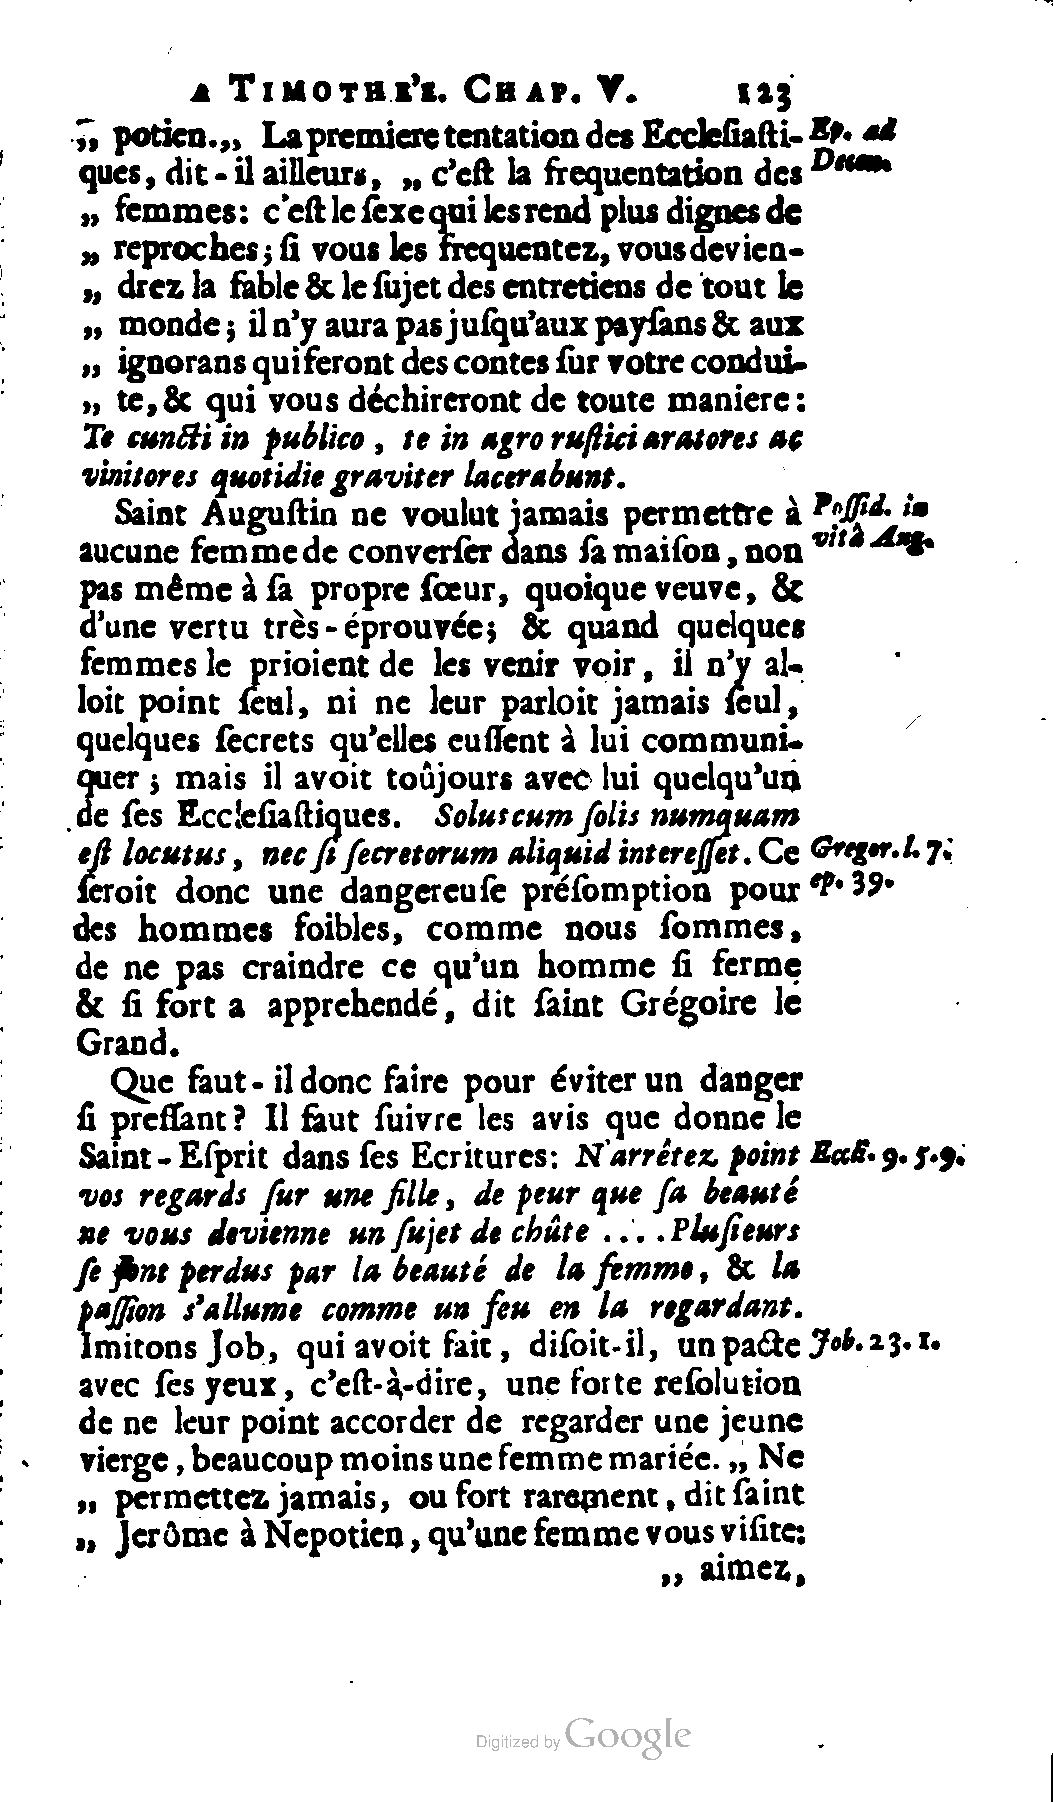 A TIMOTHE'E. CHAP. V. 123
„ potien.„ La premiere tentation des Eccleſiaſti- Ep. ad
ques, dit-il ailleurs, „ c'eſt la frequentation des Ocean.
„ femmes: c'eſt le ſexe qui les rend plus dignes de
„ reproches; ſi vous les frequentez, vous devien-
„ drez la fable & le ſujet des entretiens de tout le
„ monde; il n'y aura pas juſqu'aux payſans & aux
„ ignorans qui feront des contes ſur votre condui-
„ te, & qui vous déchireront de toute maniere:
Te cuncti in publico, te in agro ruſtici aratores ac
vinitores quotidie graviter lacerabunt.
Saint Auguſtin ne voulut jamais permettre à Poſſid. in
aucune femme de converſer dans ſa maiſon, non vitâ Aug.
pas même à ſa propre ſœur, quoique veuve, &
d'une vertu très-éprouvée; & quand quelques
femmes le prioient de les venir voir, il n'y al-
loit point ſeul, ni ne leur parloit jamais ſeul,
quelques ſecrets qu'elles euſſent à lui communi-
quer; mais il avoit toûjours avec lui quelqu'un
de ſes Eccleſiaſtiques. Solus cum ſolis numquam
eſt locutus, nec ſi ſecretorum aliquid intereſſet. Ce Gregor. l. 7.
ſeroit donc une dangereuſe préſomption pour ep. 39.
des hommes foibles, comme nous ſommes,
de ne pas craindre ce qu'un homme ſi ferme
& ſi fort a apprehendé, dit ſaint Grégoire le
Grand.
Que faut-il donc faire pour éviter un danger
ſi preſſant? Il faut ſuivre les avis que donne le
Saint-Eſprit dans ſes Ecritures: N'arrêtez point Eccli. 9. 5. 9.
vos regards ſur une fille, de peur que ſa beauté
ne vous devienne un ſujet de chûte .... Pluſieurs
ſe ſont perdus par la beauté de la femme, & la
paſſion s'allume comme un feu en la regardant.
Imitons Job, qui avoit fait, diſoit-il, un pacte Job. 23. 1.
avec ſes yeux, c'eſt-à-dire, une forte reſolution
de ne leur point accorder de regarder une jeune
vierge, beaucoup moins une femme mariée. „ Ne
„ permettez jamais, ou fort rarement, dit ſaint
„ Jerôme à Nepotien, qu'une femme vous viſite:
„ aimez,
Digitized by Google